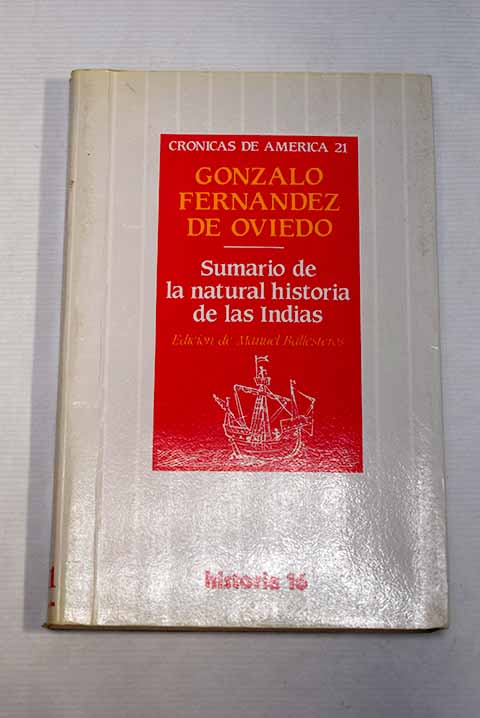 CRONICAS DE AMERICA 21
GONZALO
FERNANDEZ
DE OVIEDO
Sumario de
la natural historia
de las Indias
Edición de Manuel Ballesteros
historia 16